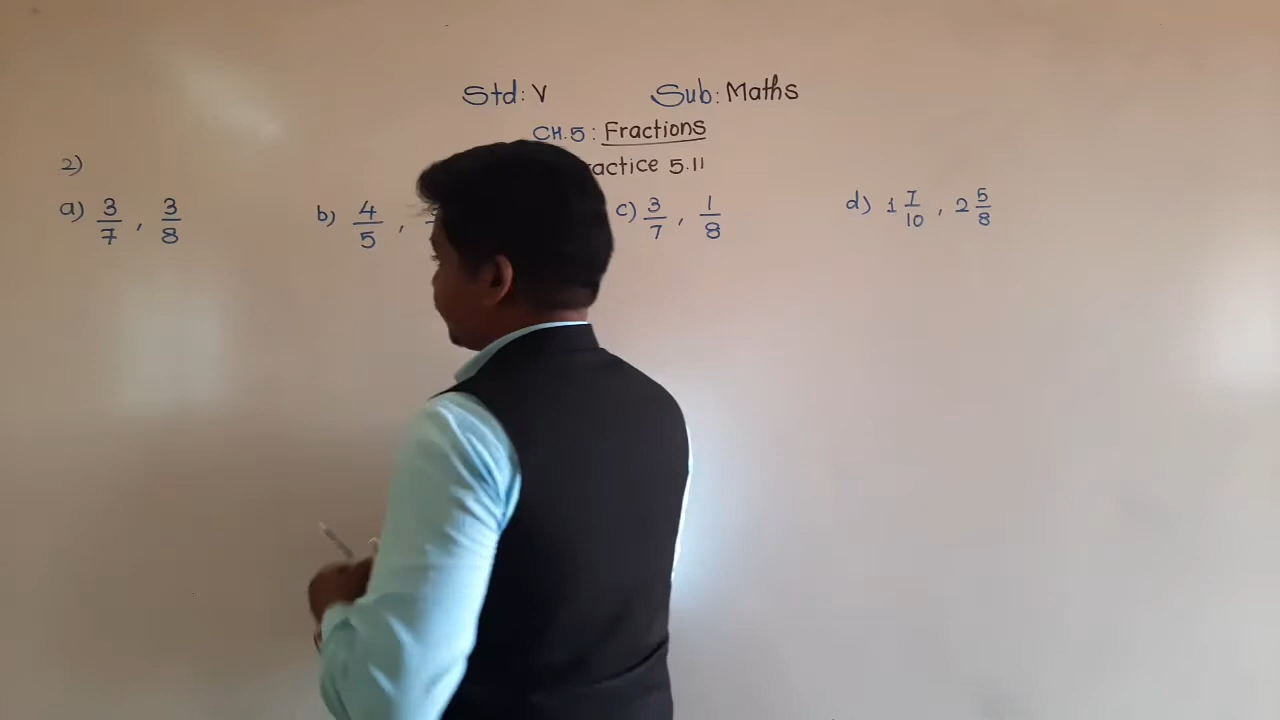 Std: V Sub: Maths
CH.5: Fractions
actice 5.11
2)
a) 3/7, 3/8 b) 4/5, c) 3/7, 1/8 d) 1 7/10, 2 5/8